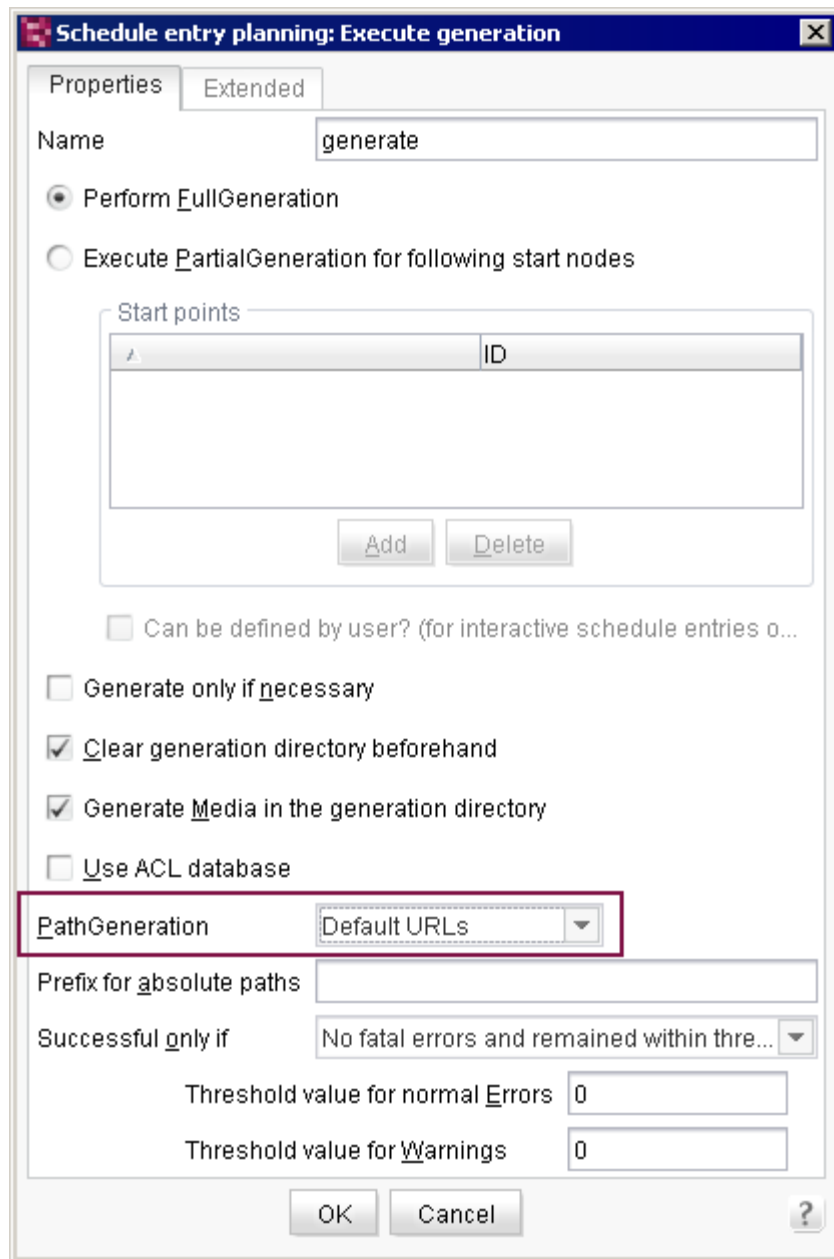 Schedule entry planning: Execute generation
Properties Extended
Name generate
Perform FullGeneration
Execute PartialGeneration for following start nodes
Start points
ID
Add Delete
Can be defined by user? (for interactive schedule entries o...
Generate only if necessary
Clear generation directory beforehand
Generate Media in the generation directory
Use ACL database
PathGeneration Default URLs
Prefix for absolute paths
Successful only if No fatal errors and remained within thre...
Threshold value for normal Errors 0
Threshold value for Warnings 0
OK Cancel ?